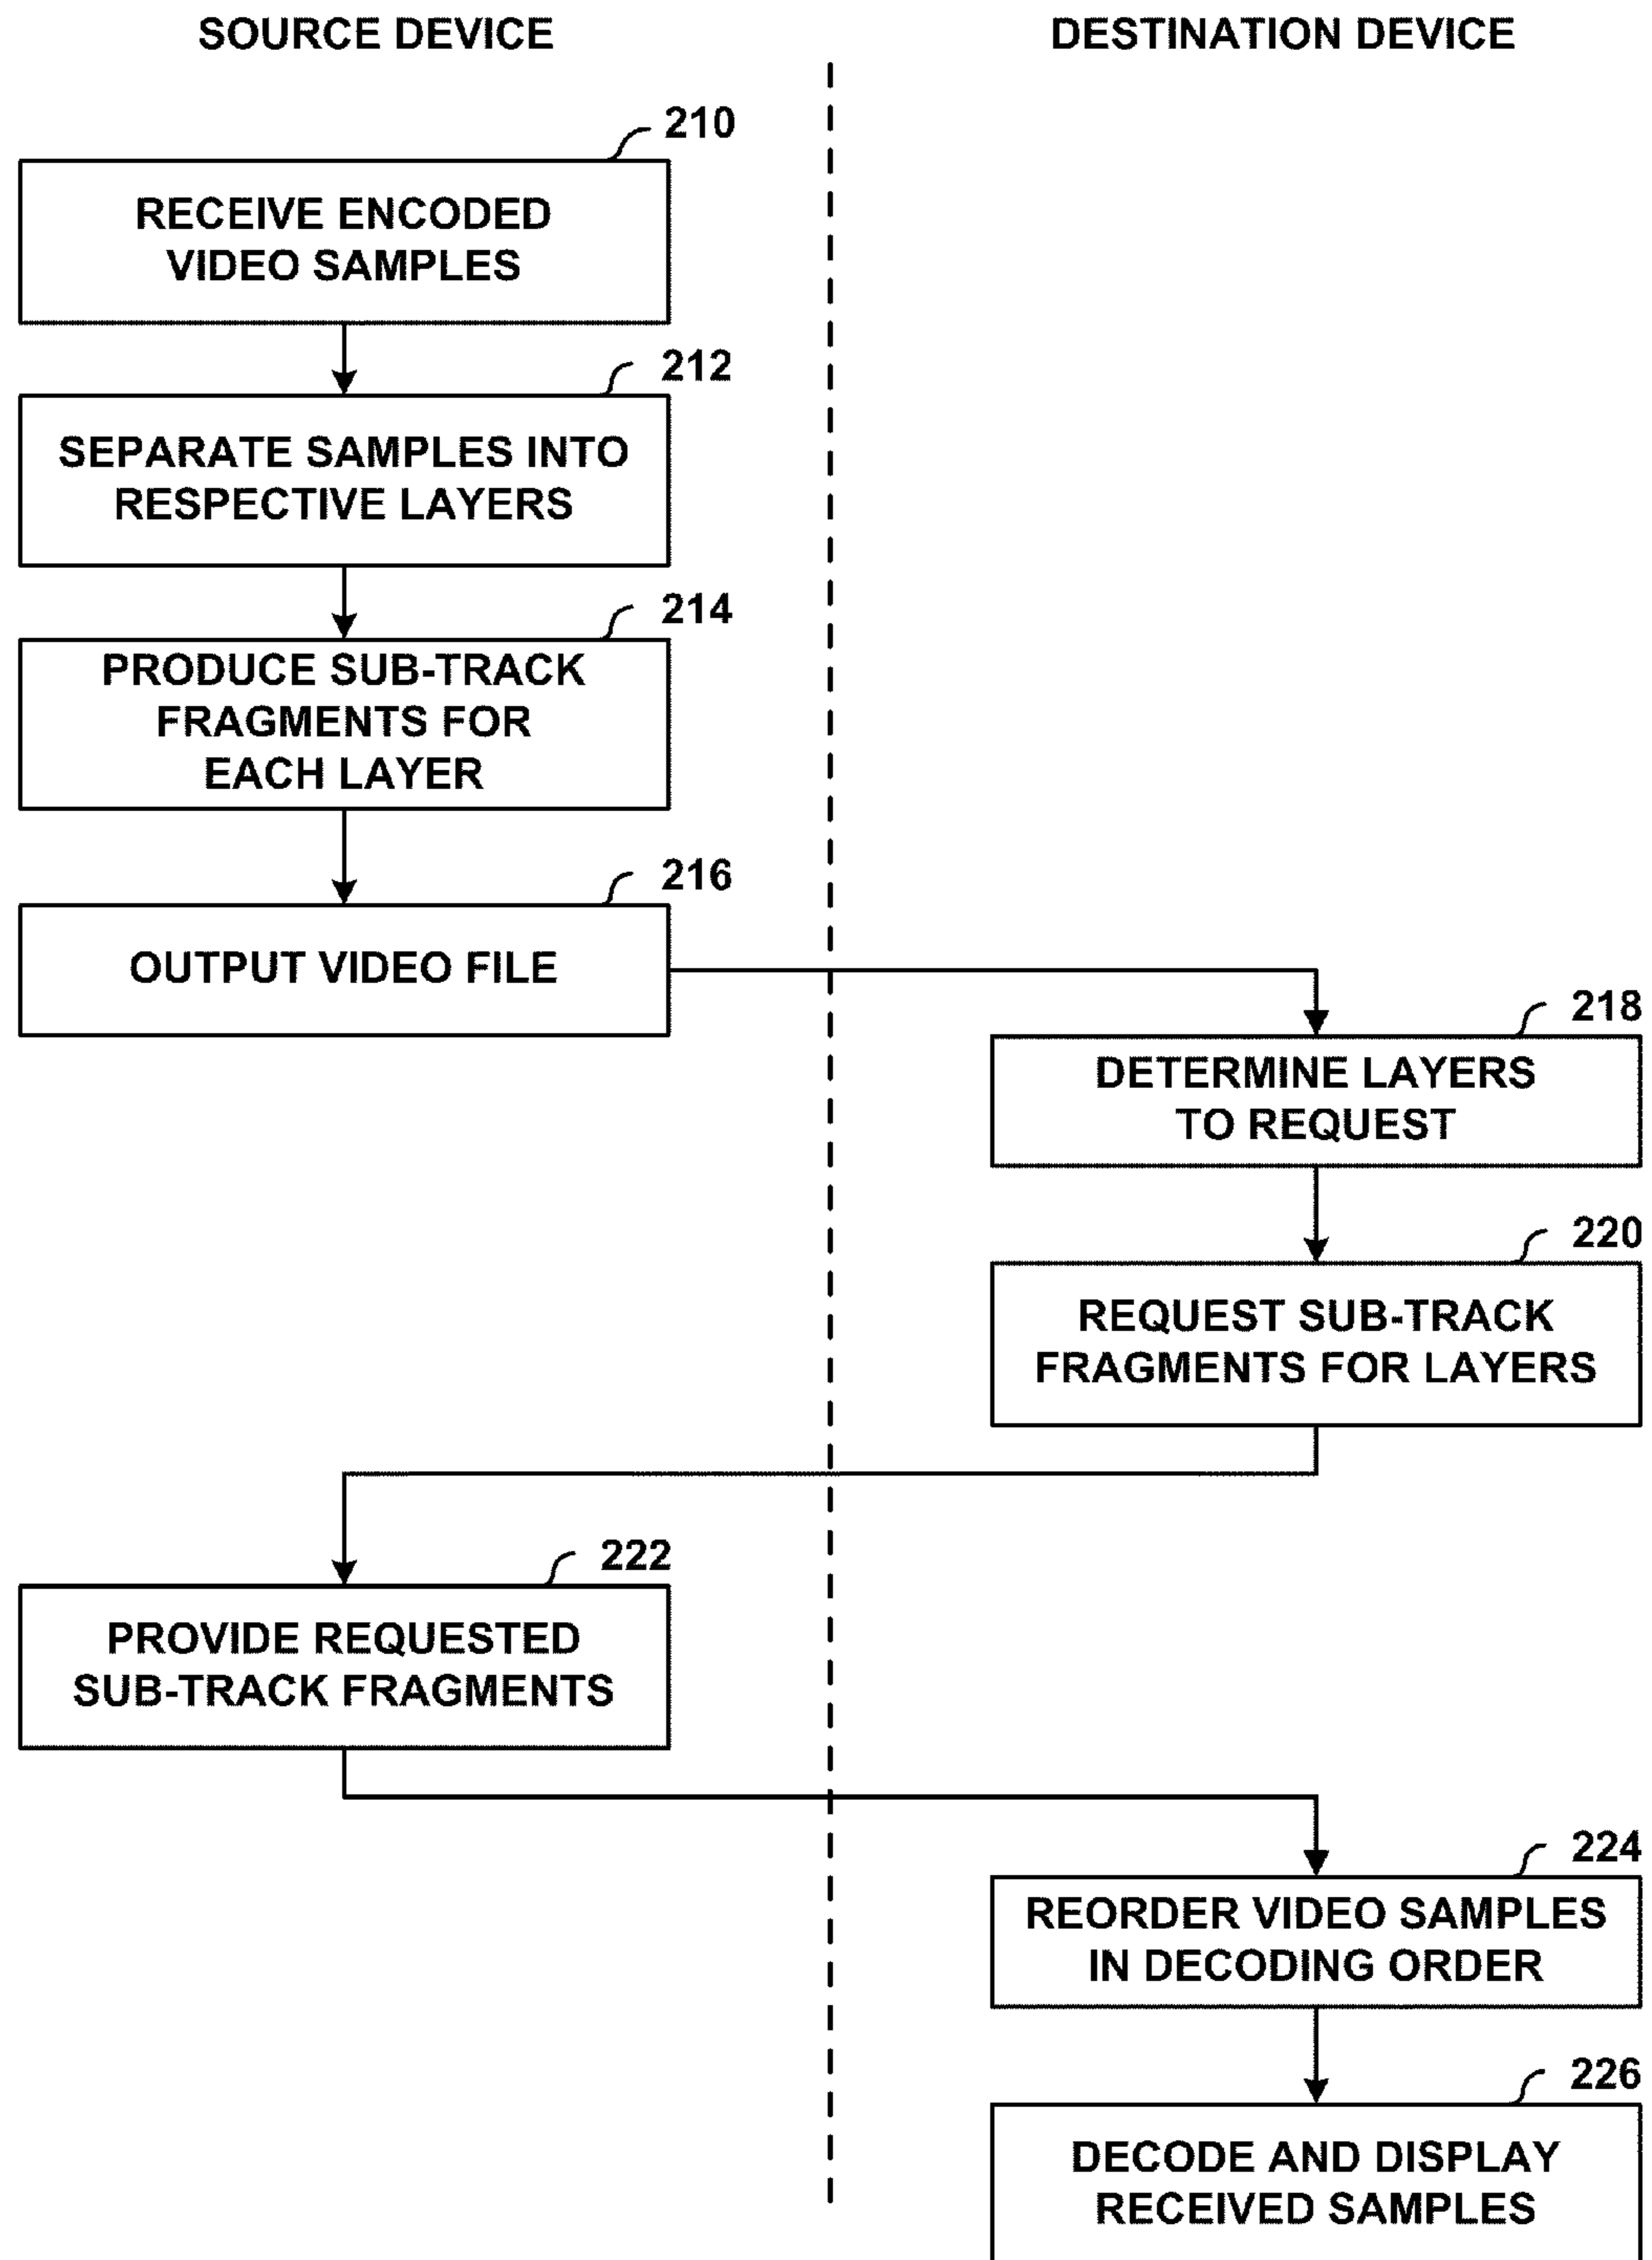 SOURCE DEVICE
DESTINATION DEVICE
210
RECEIVE ENCODED
VIDEO SAMPLES
212
SEPARATE SAMPLES INTO
RESPECTIVE LAYERS
214
PRODUCE SUB-TRACK
FRAGMENTS FOR
EACH LAYER
216
OUTPUT VIDEO FILE
218
DETERMINE LAYERS
TO REQUEST
220
REQUEST SUB-TRACK
FRAGMENTS FOR LAYERS
222
PROVIDE REQUESTED
SUB-TRACK FRAGMENTS
224
REORDER VIDEO SAMPLES
IN DECODING ORDER
226
DECODE AND DISPLAY
RECEIVED SAMPLES